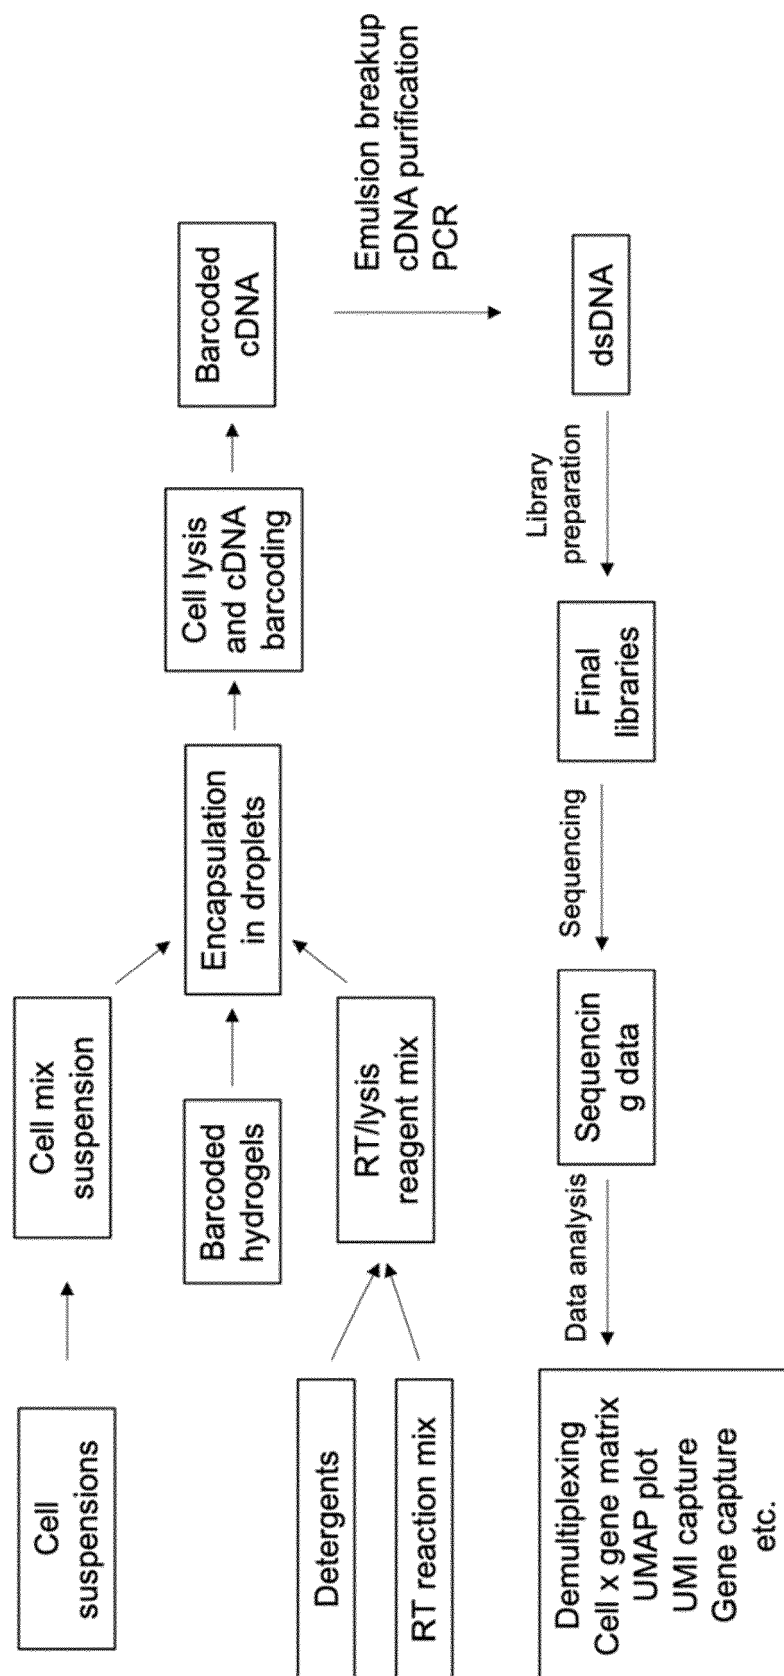 Cell
suspensions
Cell mix
suspension
Detergents
RT reaction mix
Barcoded
hydrogels
RT/lysis
reagent mix
Encapsulation
in droplets
Cell lysis
and cDNA
barcoding
Barcoded
cDNA
Emulsion breakup
cDNA purification
PCR
dsDNA
Library
preparation
Final
libraries
Sequencing
Sequencin
g data
Data analysis
Demultiplexing
Cell x gene matrix
UMAP plot
UMI capture
Gene capture
etc.